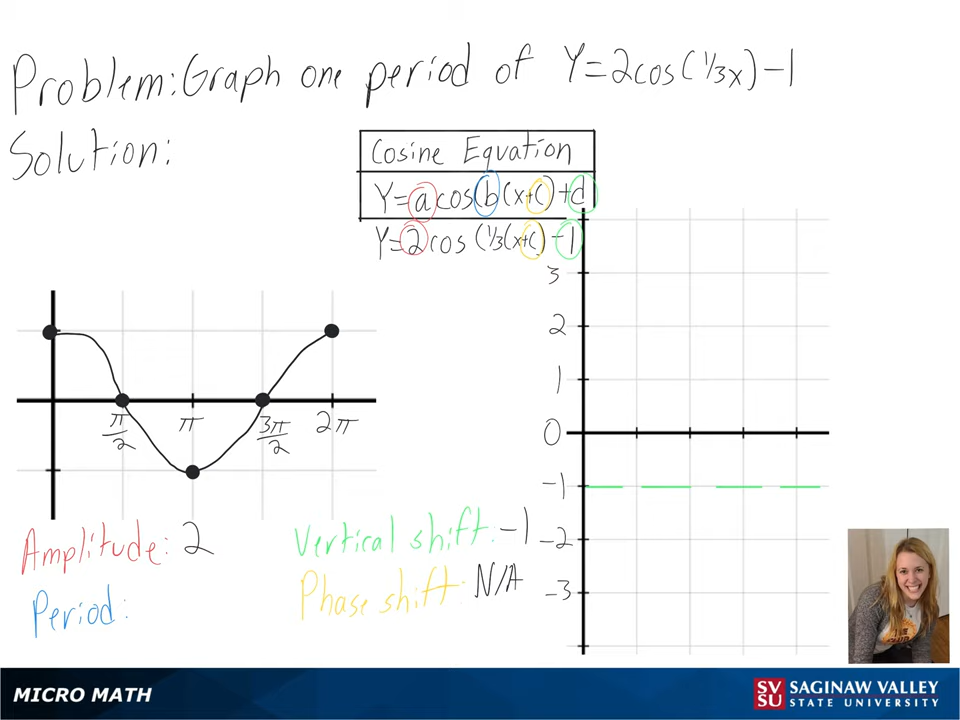 Problem: Graph one period of Y=2cos(1/3x)-1
Solution:
Cosine Equation
Y=acos(b(x+c)+d
Y=2cos(1/3(x+c)-1
3
2
1
0
-1
-2
-3
π/2
π
3π/2
2π
Amplitude: 2
Vertical shift: -1
Period:
Phase shift: N/A
MICRO MATH
SV
SU
SAGINAW VALLEY
STATE UNIVERSITY